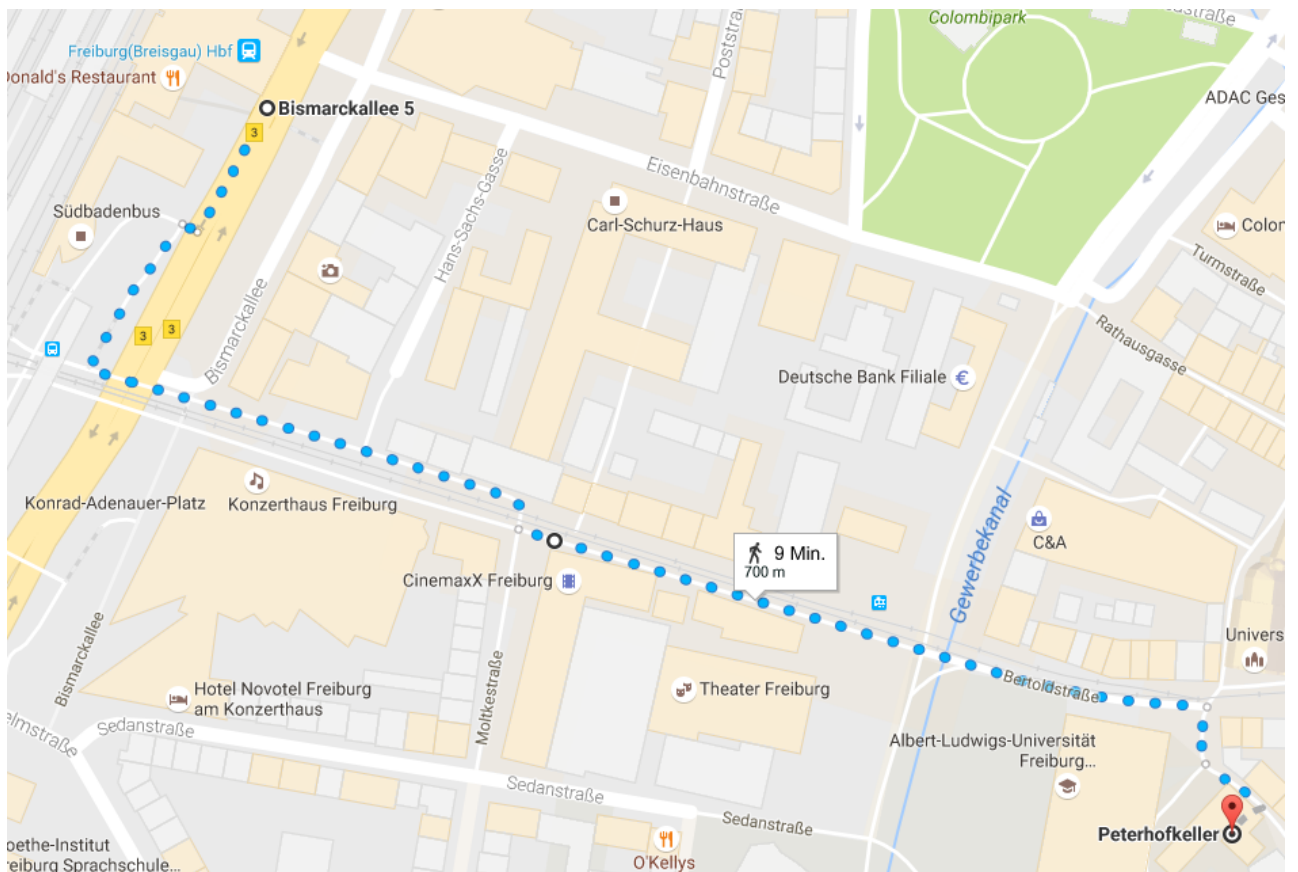 Colombipark
Freiburg(Breisgau) Hbf
Donald's Restaurant
Bismarckallee 5
3
Poststraß
ADAC Ges
Eisenbahnstraße
Hans-Sachs-Gasse
Südbadenbus
Carl-Schurz-Haus
Color
Turmstraße
Rathausgasse
Bismarckallee
3
3
Deutsche Bank Filiale
€
Konrad-Adenauer-Platz
Konzerthaus Freiburg
Gewerbekanal
C&A
9 Min.
700 m
CinemaxX Freiburg
Bismarckallee
Moltkestraße
Univers
Hotel Novotel Freiburg
am Konzerthaus
Theater Freiburg
Bertoldstraße
elmstraße
Sedanstraße
Albert-Ludwigs-Universität
Freiburg...
Sedanstraße
Sedanstraße
Peterhofkeller
oethe-Institut
reiburg Sprachschule...
O'Kellys